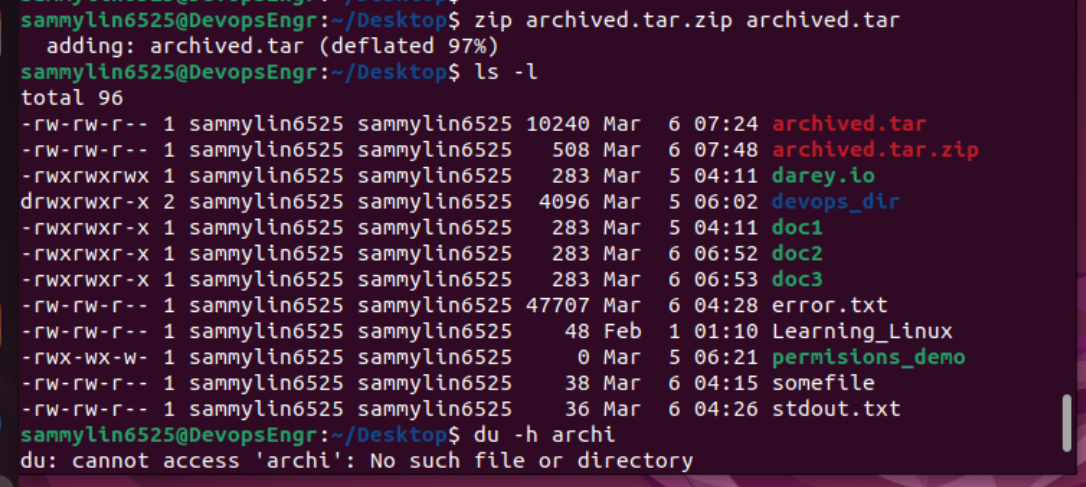 sammylin6525@DevopsEngr:~/Desktop$ zip archived.tar.zip archived.tar
  adding: archived.tar (deflated 97%)
sammylin6525@DevopsEngr:~/Desktop$ ls -l
total 96
-rw-rw-r-- 1 sammylin6525 sammylin6525 10240 Mar  6 07:24 archived.tar
-rw-rw-r-- 1 sammylin6525 sammylin6525   508 Mar  6 07:48 archived.tar.zip
-rwxrwxrwx 1 sammylin6525 sammylin6525   283 Mar  5 04:11 darey.io
drwxrwxr-x 2 sammylin6525 sammylin6525  4096 Mar  5 06:02 devops_dir
-rwxrwxr-x 1 sammylin6525 sammylin6525   283 Mar  5 04:11 doc1
-rwxrwxr-x 1 sammylin6525 sammylin6525   283 Mar  6 06:52 doc2
-rwxrwxr-x 1 sammylin6525 sammylin6525   283 Mar  6 06:53 doc3
-rw-rw-r-- 1 sammylin6525 sammylin6525 47707 Mar  6 04:28 error.txt
-rw-rw-r-- 1 sammylin6525 sammylin6525    48 Feb  1 01:10 Learning_Linux
-rwx-wx-w- 1 sammylin6525 sammylin6525     0 Mar  5 06:21 permisions_demo
-rw-rw-r-- 1 sammylin6525 sammylin6525    38 Mar  6 04:15 somefile
-rw-rw-r-- 1 sammylin6525 sammylin6525    36 Mar  6 04:26 stdout.txt
sammylin6525@DevopsEngr:~/Desktop$ du -h archi
du: cannot access 'archi': No such file or directory